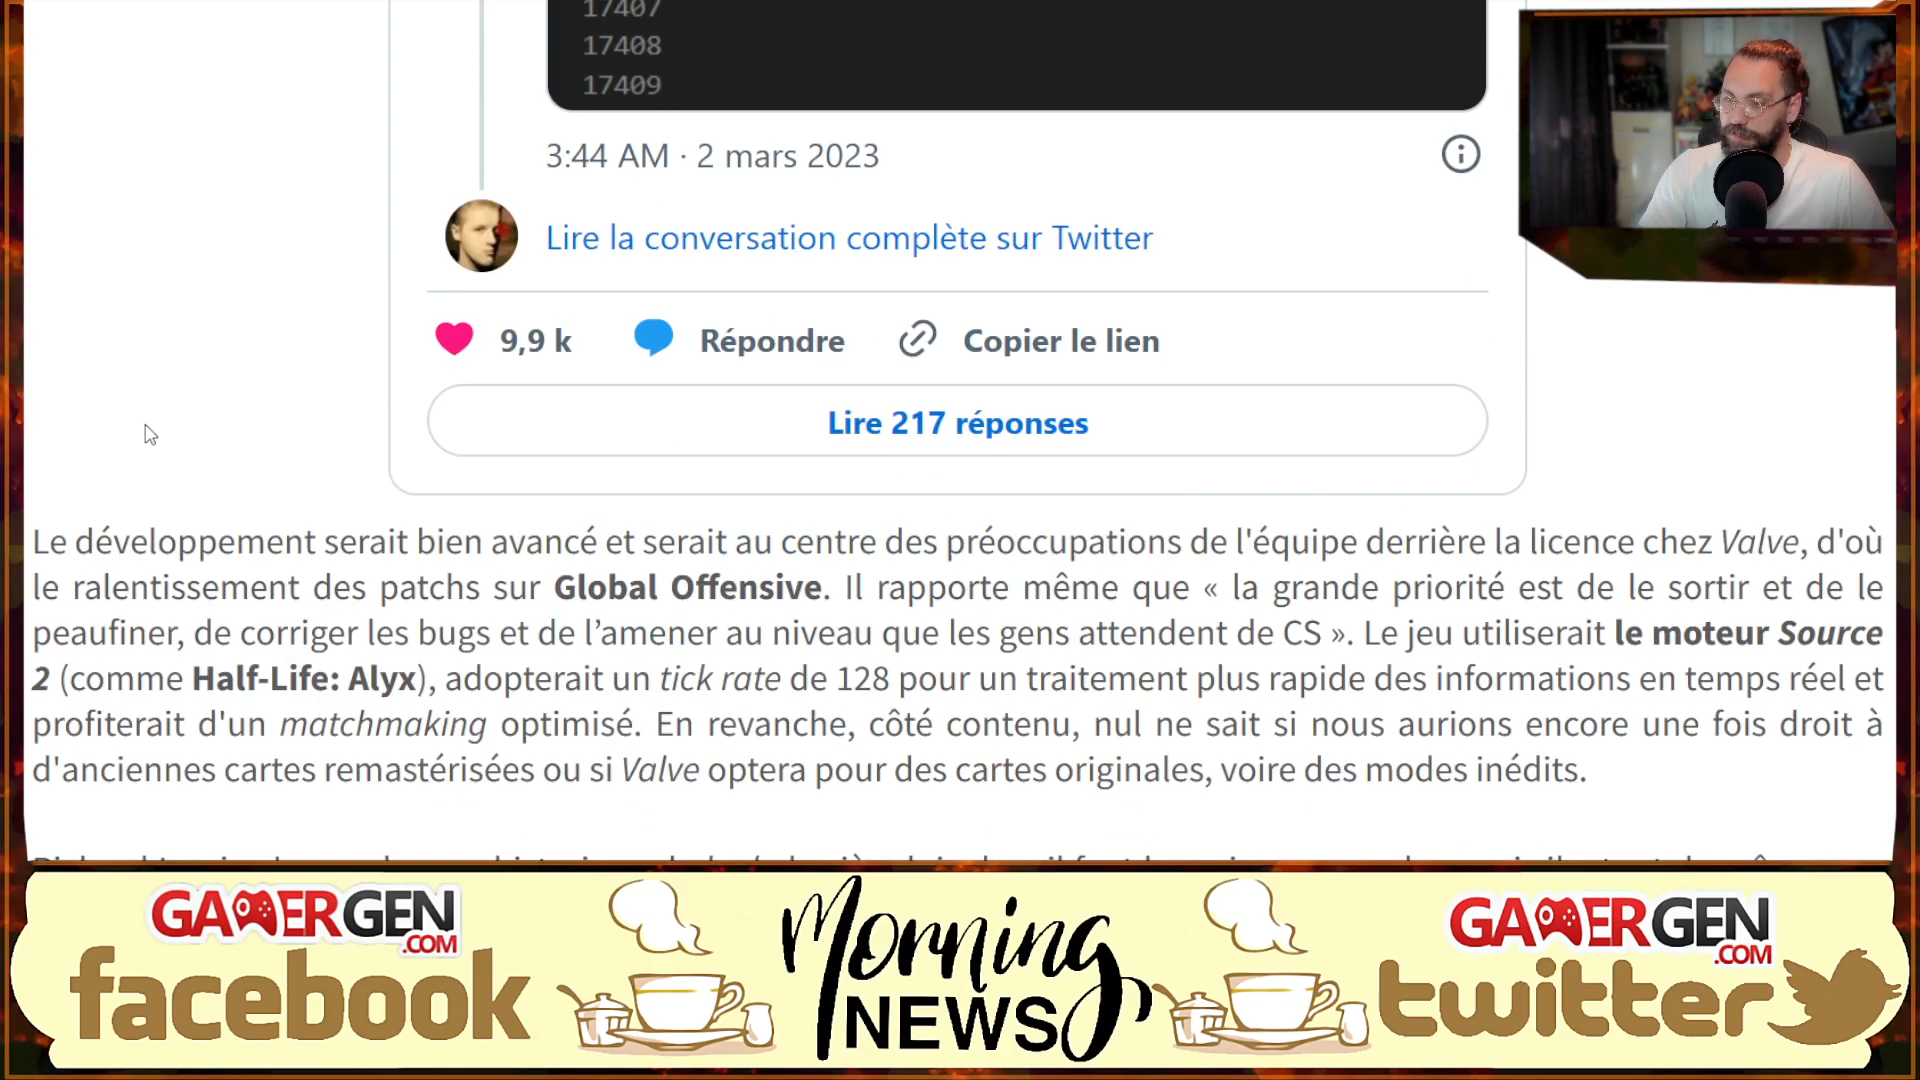 17407
17408
17409
3:44 AM · 2 mars 2023
Lire la conversation complète sur Twitter
9,9 k Répondre Copier le lien
Lire 217 réponses
Le développement serait bien avancé et serait au centre des préoccupations de l'équipe derrière la licence chez Valve, d'où
le ralentissement des patchs sur Global Offensive. Il rapporte même que « la grande priorité est de le sortir et de le
peaufiner, de corriger les bugs et de l’amener au niveau que les gens attendent de CS ». Le jeu utiliserait le moteur Source
2 (comme Half-Life: Alyx), adopterait un tick rate de 128 pour un traitement plus rapide des informations en temps réel et
profiterait d'un matchmaking optimisé. En revanche, côté contenu, nul ne sait si nous aurions encore une fois droit à
d'anciennes cartes remastérisées ou si Valve optera pour des cartes originales, voire des modes inédits.
GAMERGEN
.COM
facebook
Morning
NEWS
GAMERGEN
.COM
twitter